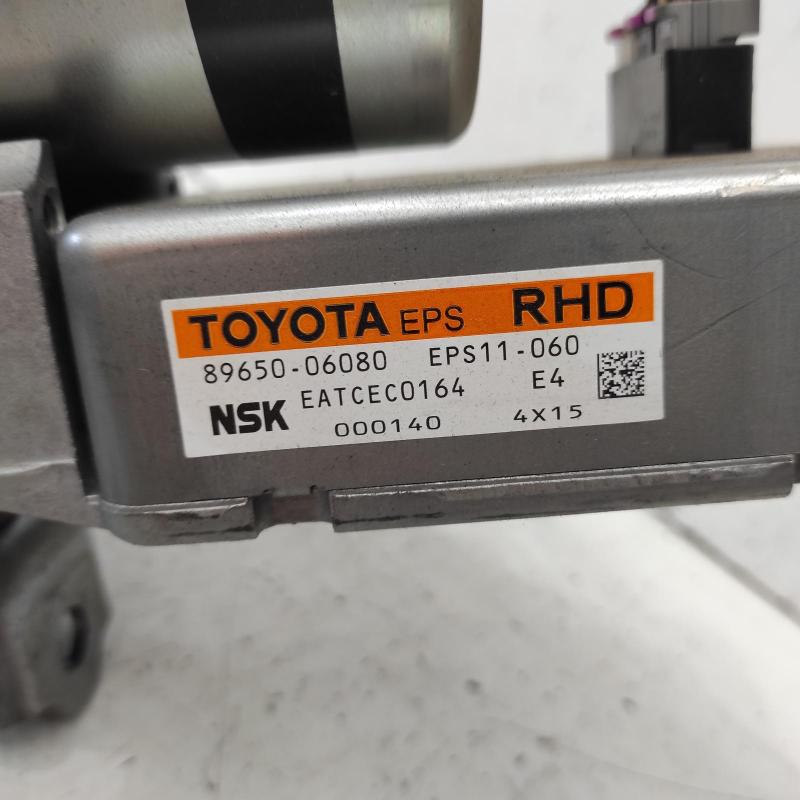 TOYOTA EPS RHD
89650-06080 EPS11-060
NSK EATCEC0164 E4
000140 4X15